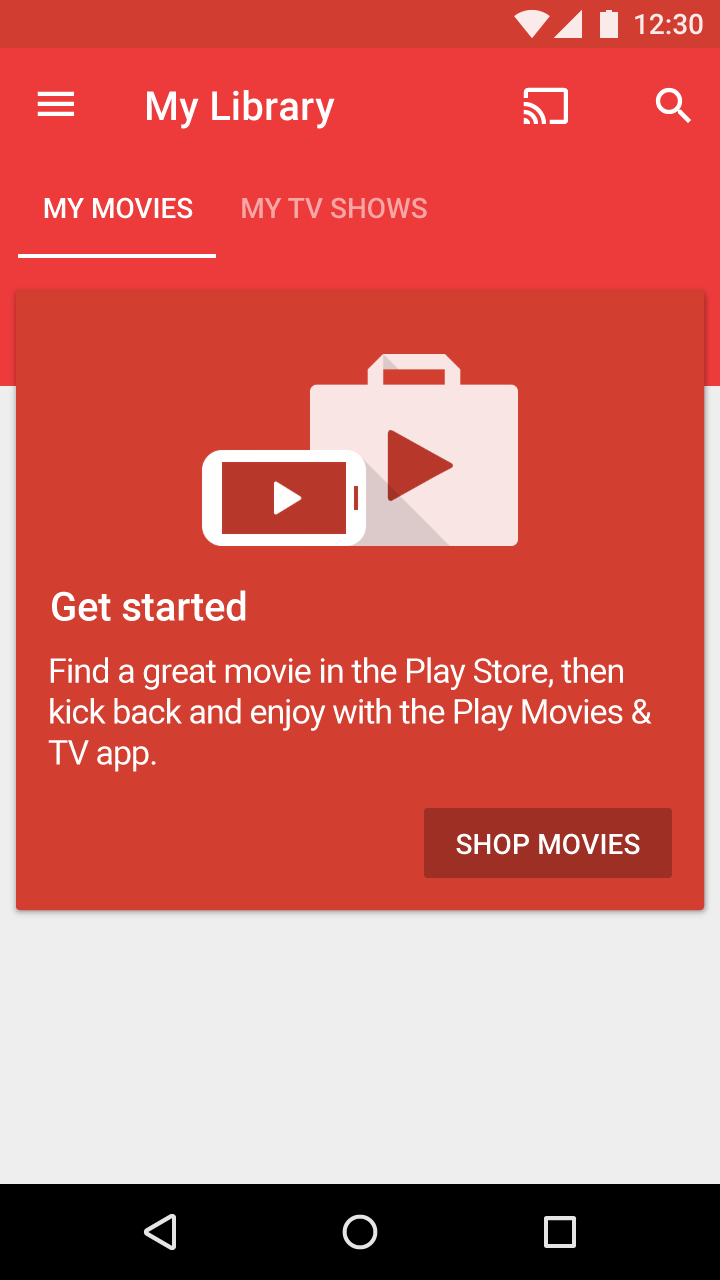 12:30
My Library
MY MOVIES MY TV SHOWS
Get started
Find a great movie in the Play Store, then
kick back and enjoy with the Play Movies &
TV app.
SHOP MOVIES